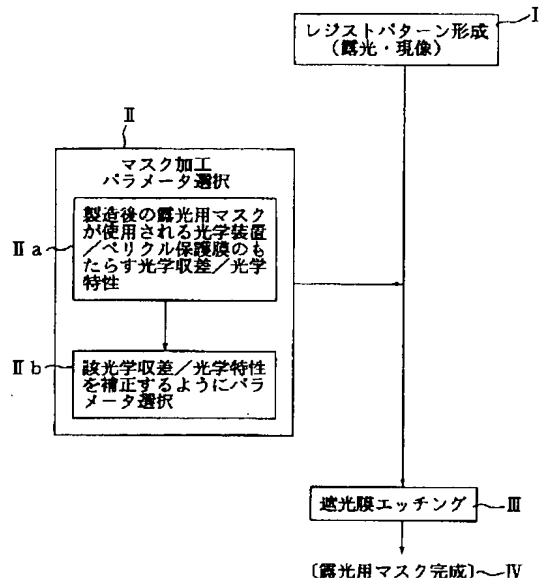 レジストパターン形成
（露光・現像）
I
II
マスク加工
パラメータ選択
II a
製造後の露光用マスク
が使用される光学装置
／ペリクル保護膜のも
たらす光学収差／光学
特性
II b
該光学収差／光学特性
を補正するようにパラ
メータ選択
遮光膜エッチング
III
〔露光用マスク完成〕
IV